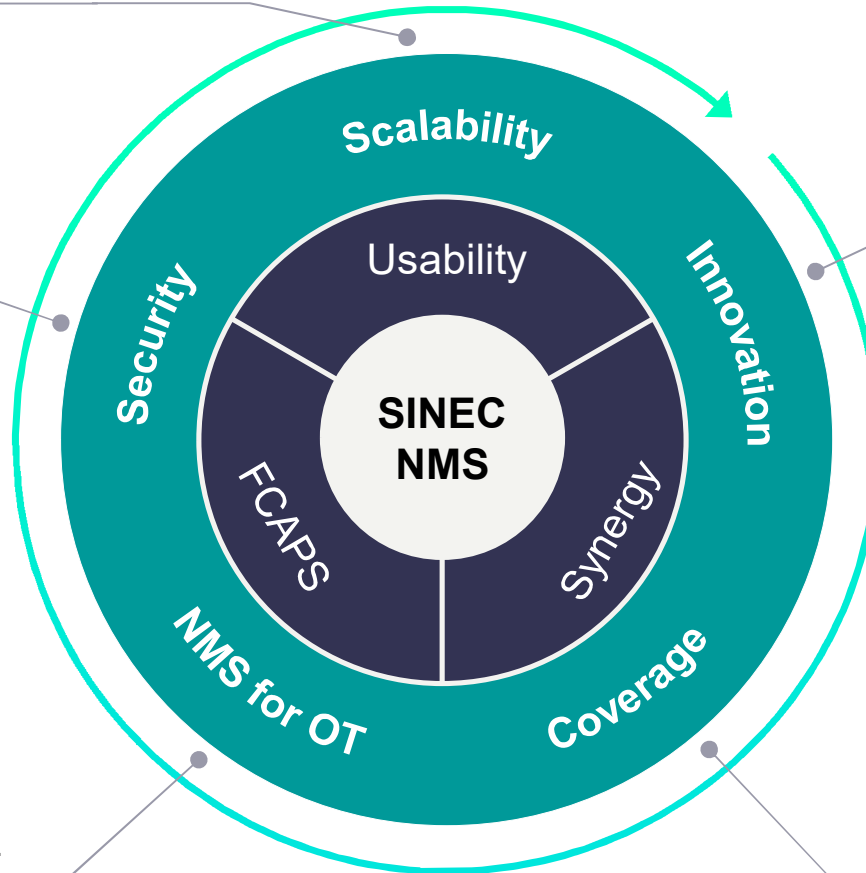 Scalability
Usability
Innovation
Security
SINEC
NMS
FCAPS
Synergy
NMS for OT
Coverage